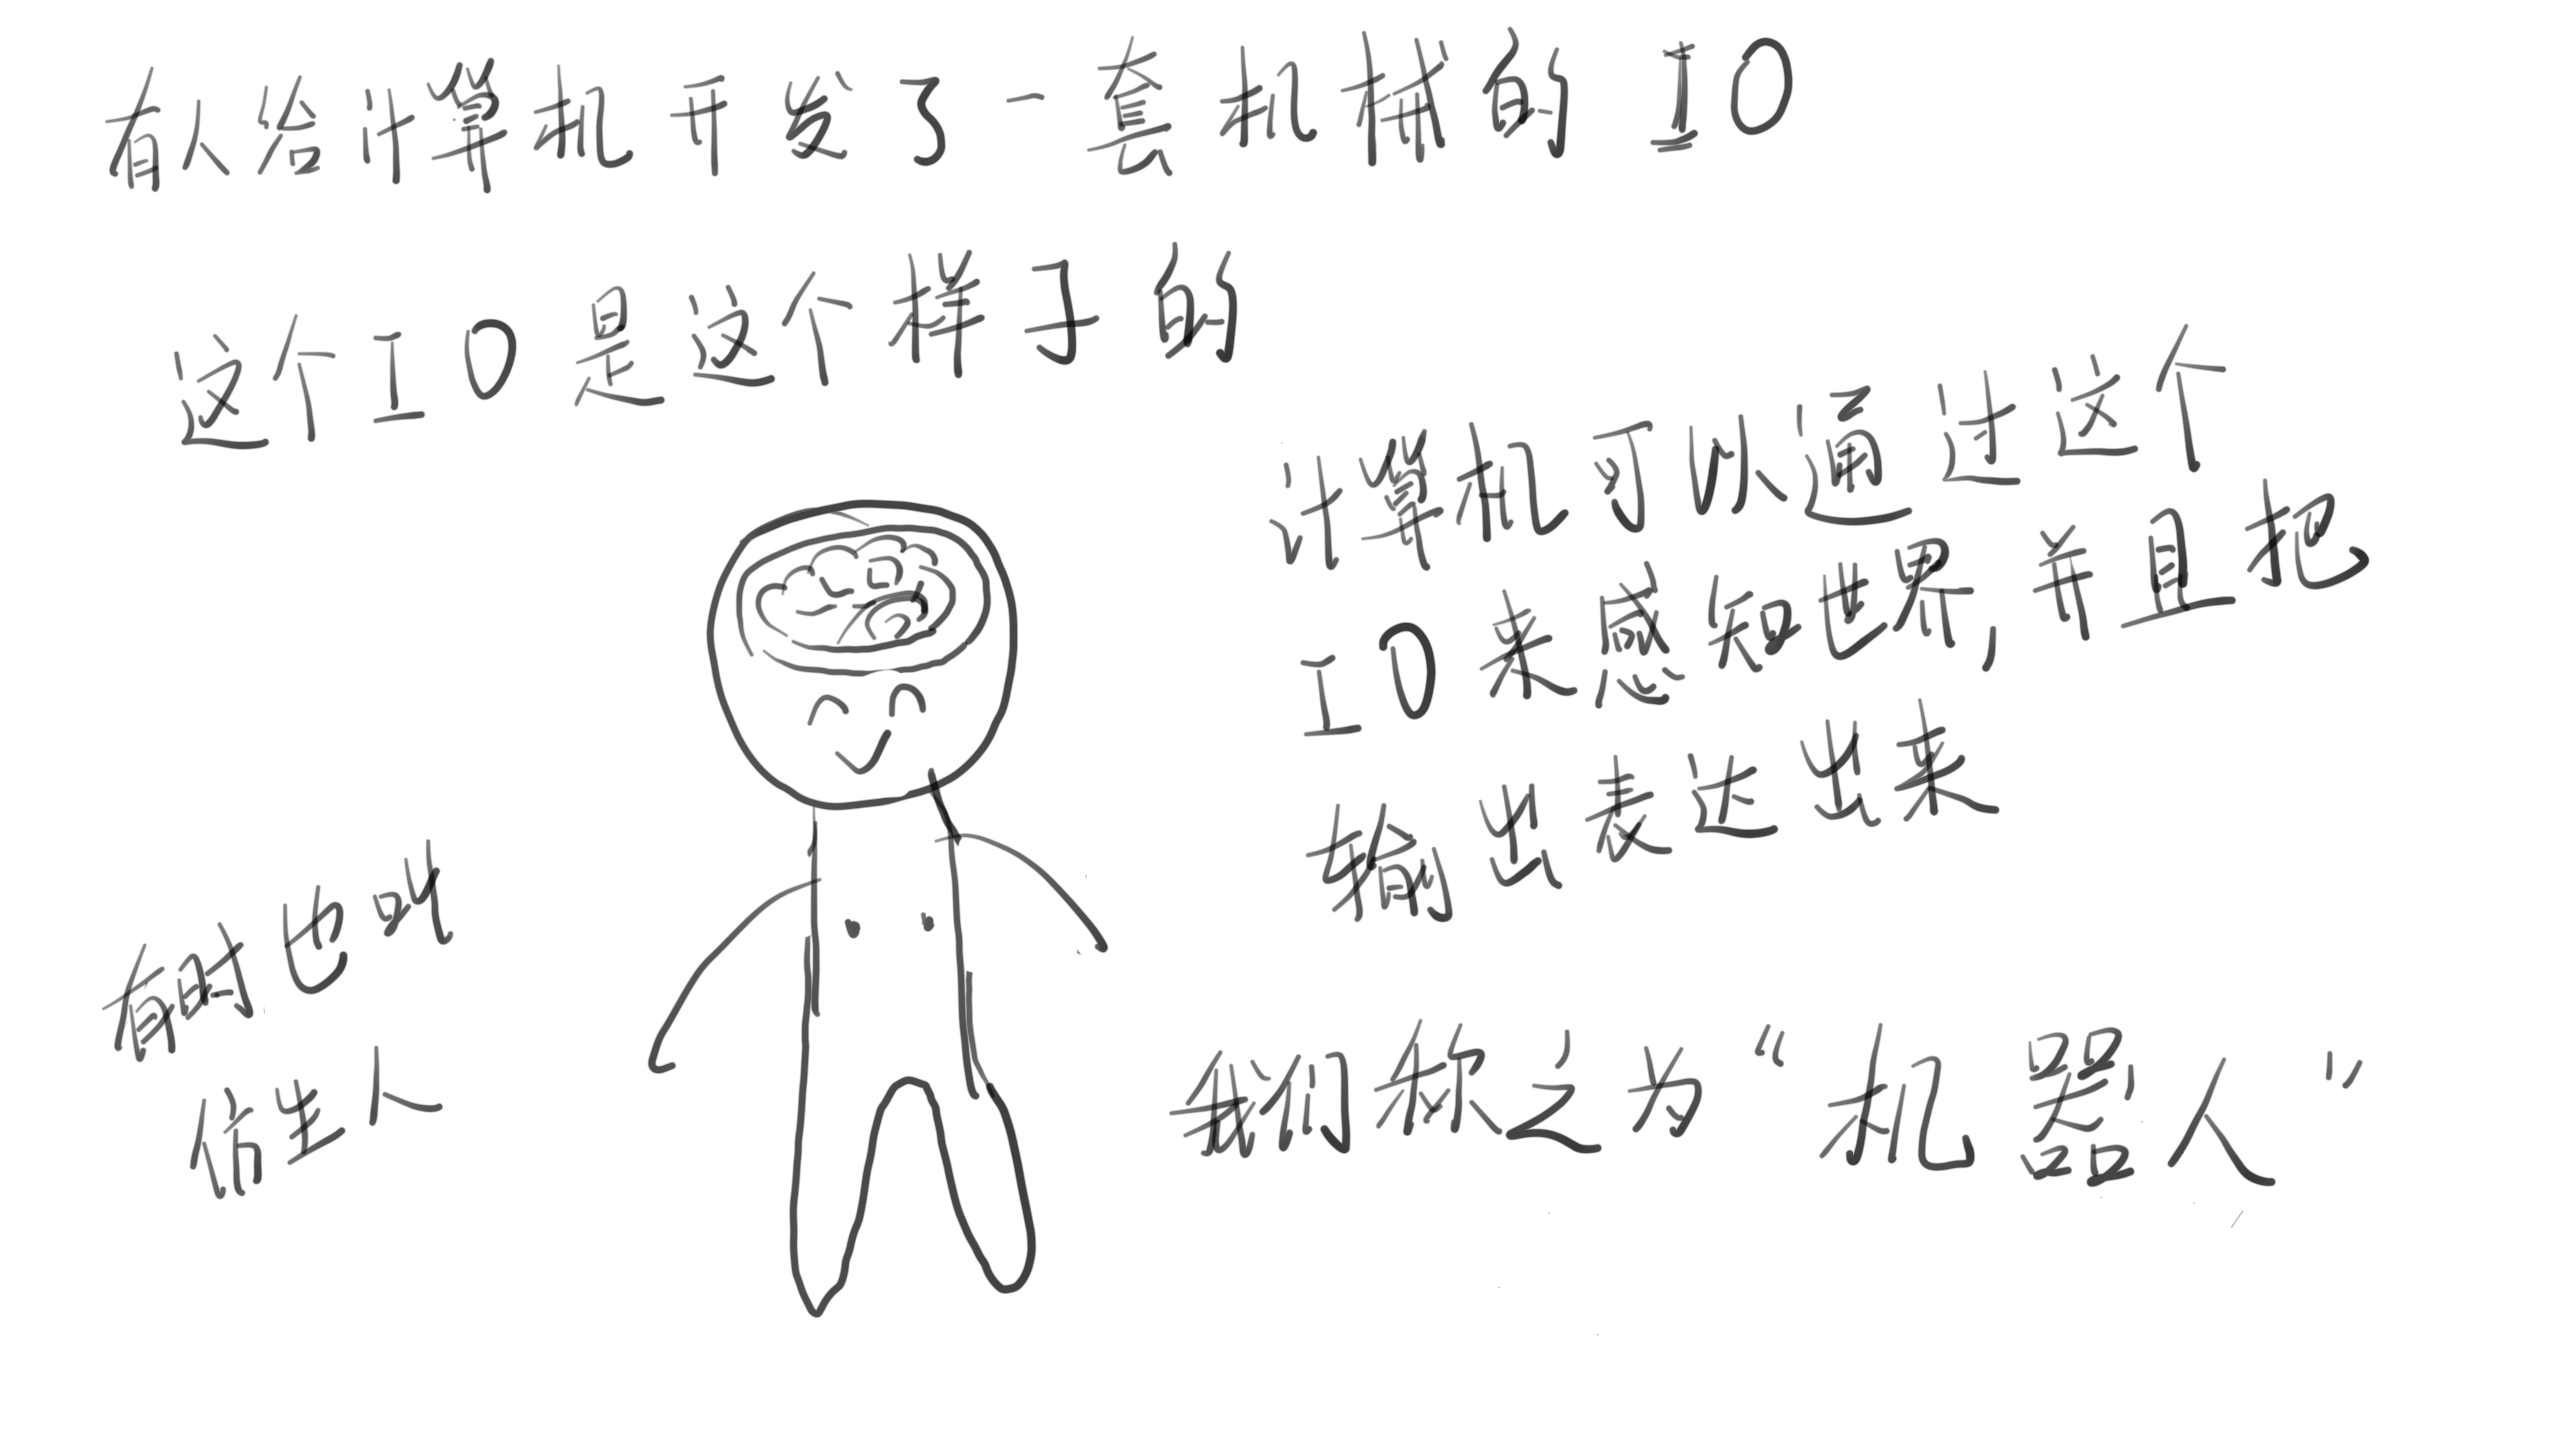 有人给计算机开发了一套机械的IO
这个IO是这个样子的
计算机可以通过这个
IO来感知世界,并且把
输出表达出来
有时也叫
仿生人
我们称之为“机器人”